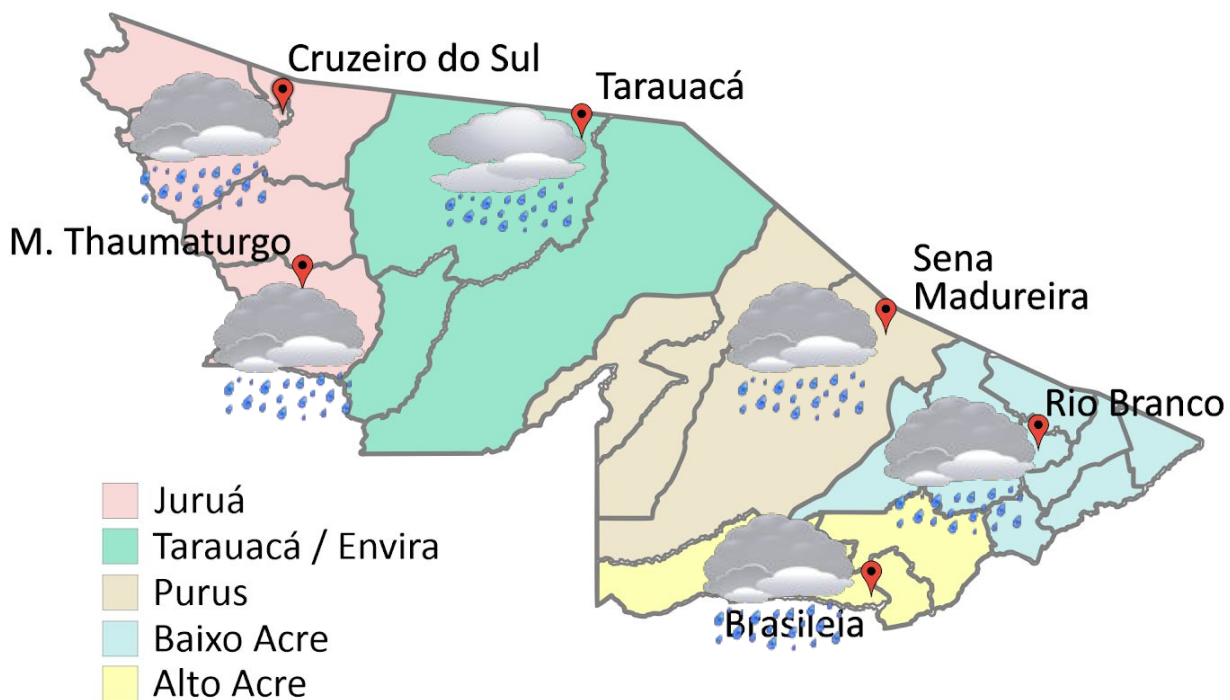 Cruzeiro do Sul
Tarauacá
M. Thaumaturgo
Sena
Madureira
Rio Branco
Brasileia
Juruá
Tarauacá / Envira
Purus
Baixo Acre
Alto Acre